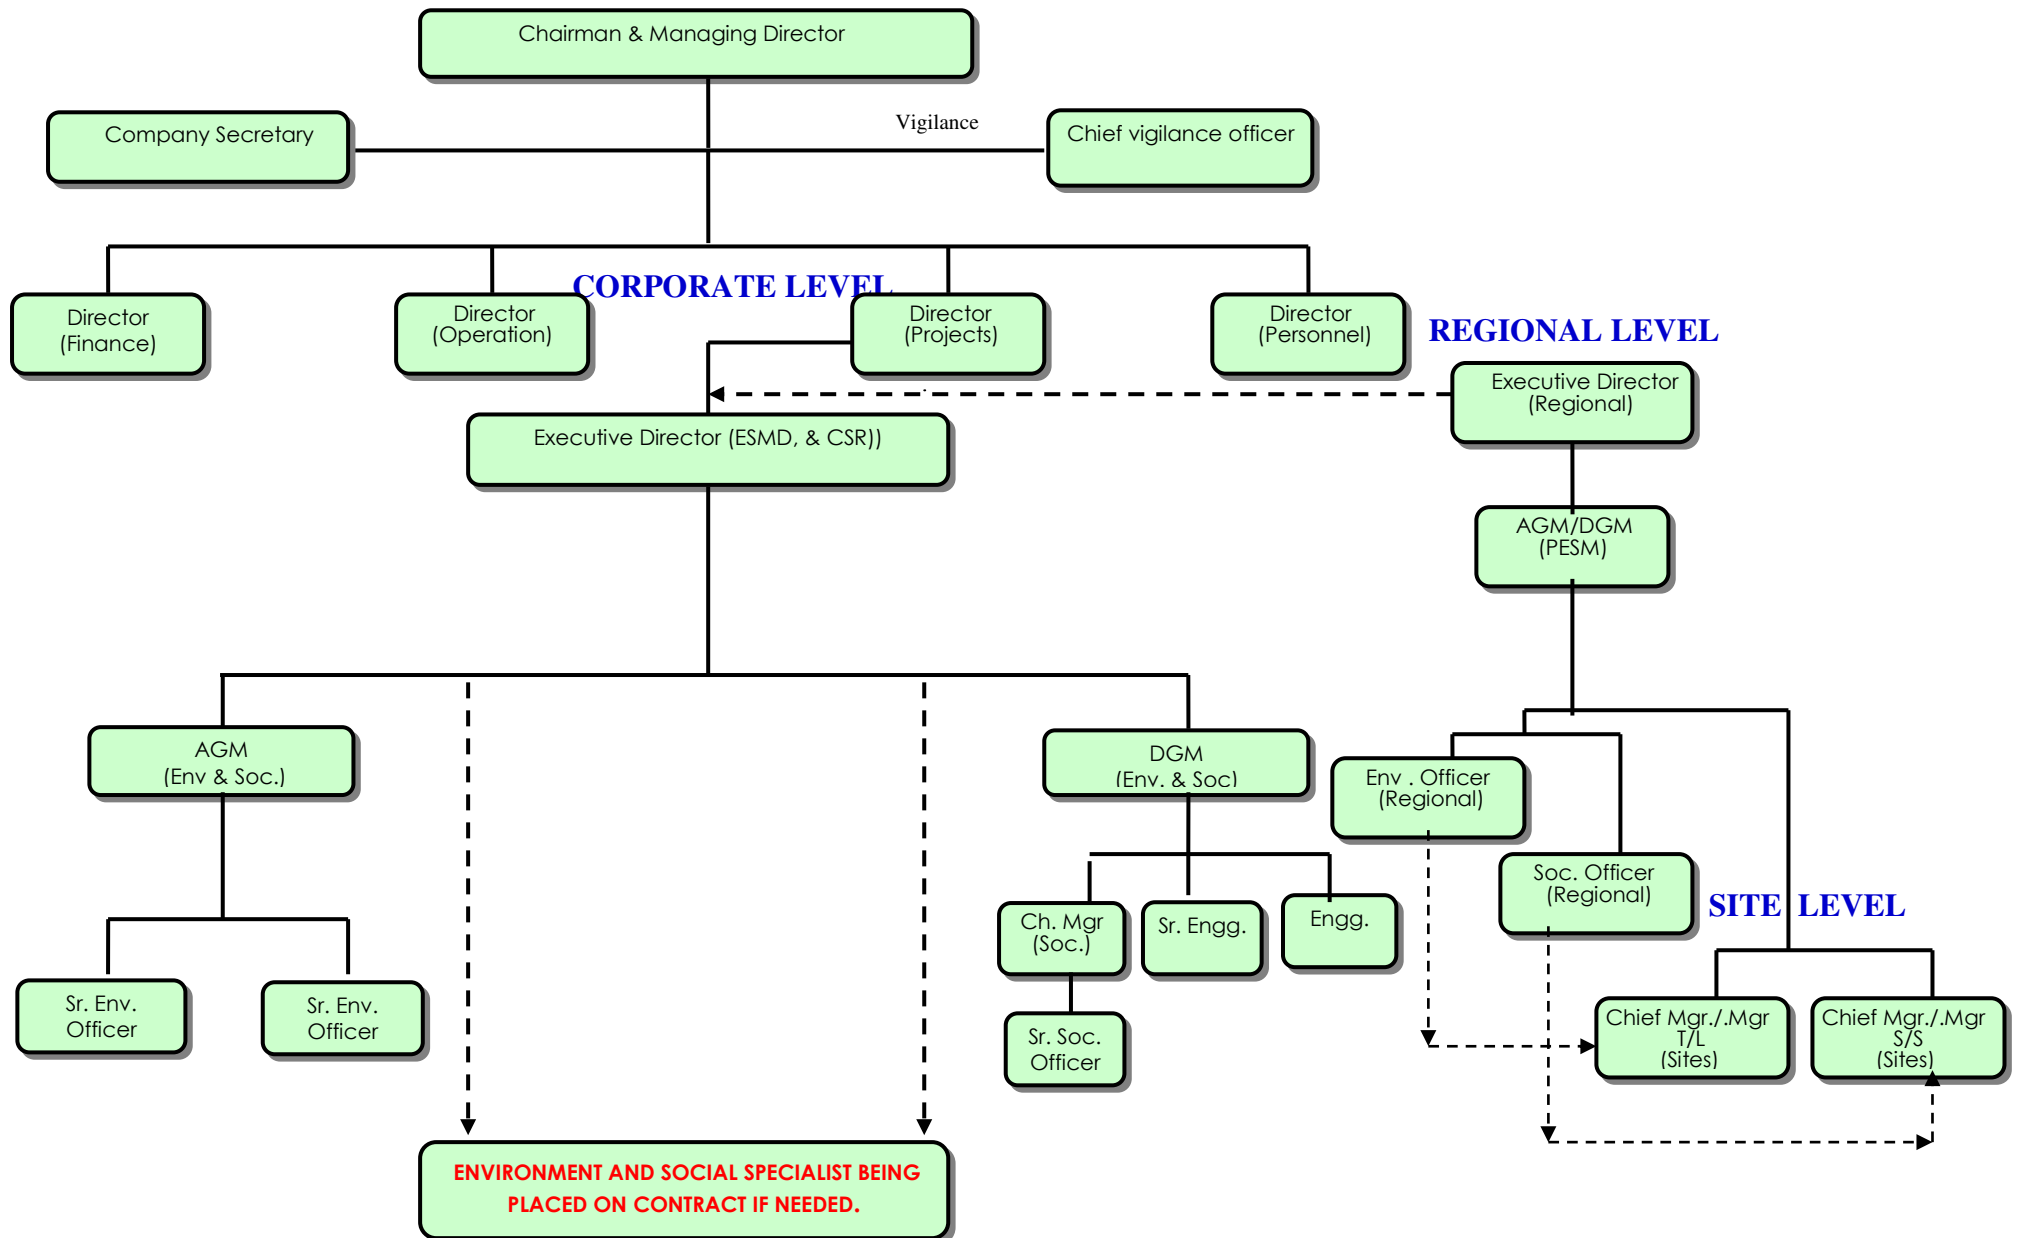 Chairman & Managing Director
Company Secretary
Vigilance
Chief vigilance officer
CORPORATE LEVEL
Director
(Finance)
Director
(Operation)
Director
(Projects)
Director
(Personnel)
REGIONAL LEVEL
Executive Director
(Regional)
.
Executive Director (ESMD, & CSR))
AGM/DGM
(PESM)
AGM
(Env & Soc.)
DGM
(Env. & Soc)
Env . Officer
(Regional)
Soc. Officer
(Regional)
SITE LEVEL
Ch. Mgr
(Soc.)
Sr. Engg.
Engg.
Sr. Env.
Officer
Sr. Env.
Officer
Sr. Soc.
Officer
Chief Mgr./.Mgr
T/L
(Sites)
Chief Mgr./.Mgr
S/S
(Sites)
ENVIRONMENT AND SOCIAL SPECIALIST BEING
PLACED ON CONTRACT IF NEEDED.